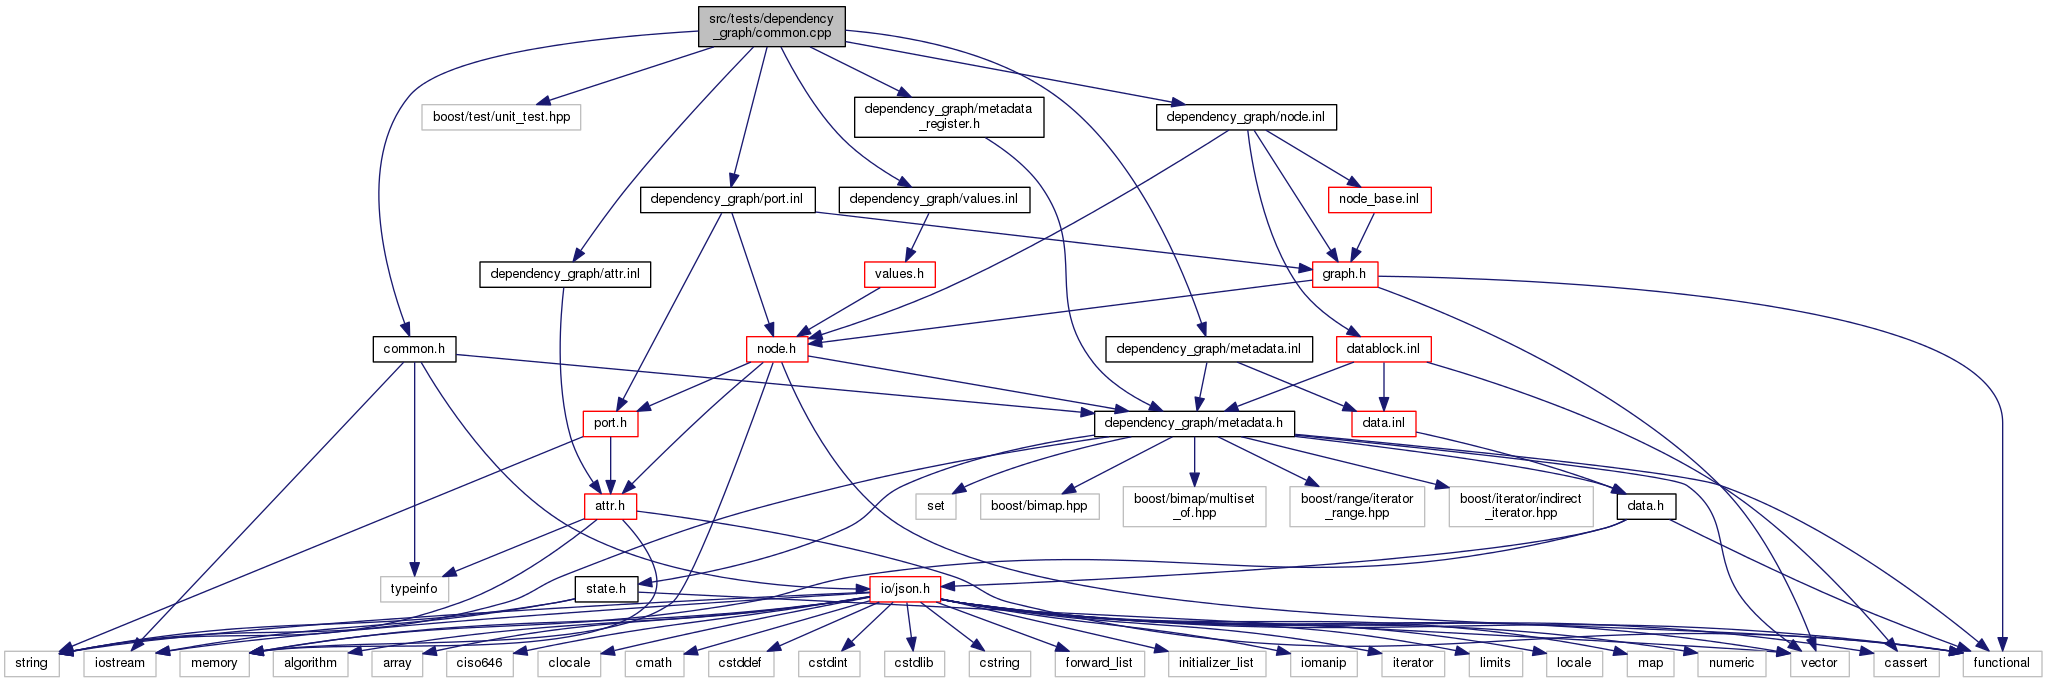 src/tests/dependency
_graph/common.cpp
boost/test/unit_test.hpp
dependency_graph/metadata
_register.h
dependency_graph/node.inl
dependency_graph/port.inl
dependency_graph/values.inl
node_base.inl
dependency_graph/attr.inl
values.h
graph.h
common.h
node.h
dependency_graph/metadata.inl
datablock.inl
port.h
dependency_graph/metadata.h
data.inl
attr.h
set
boost/bimap.hpp
boost/bimap/multiset
_of.hpp
boost/range/iterator
_range.hpp
boost/iterator/indirect
_iterator.hpp
data.h
typeinfo
state.h
io/json.h
string
iostream
memory
algorithm
array
ciso646
clocale
cmath
cstddef
cstdint
cstdlib
cstring
forward_list
initializer_list
iomanip
iterator
limits
locale
map
numeric
vector
cassert
functional